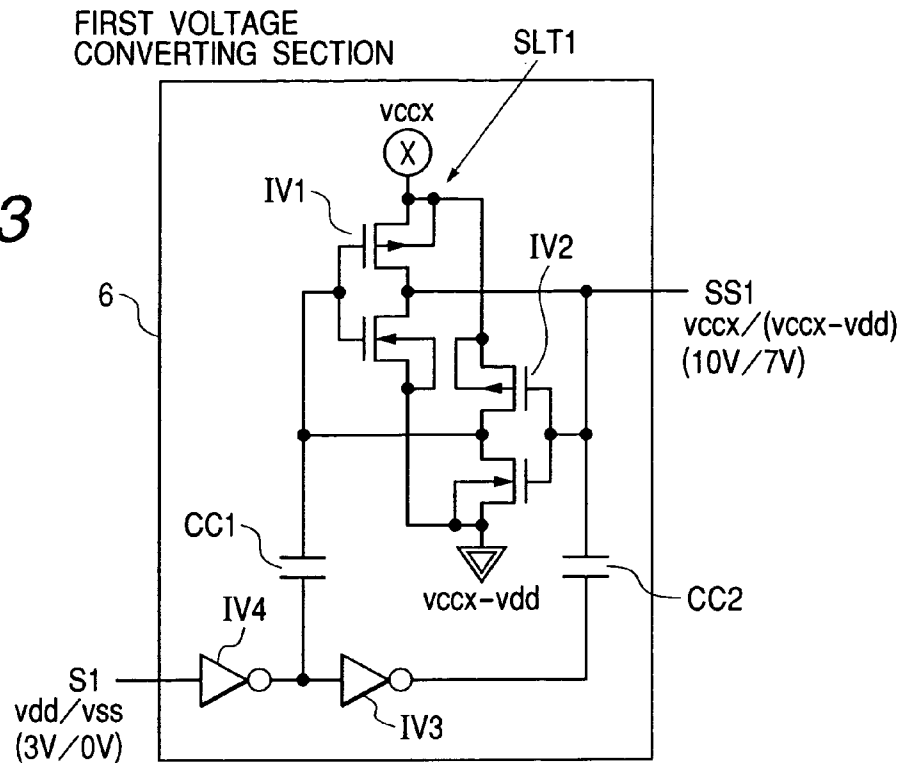 FIRST VOLTAGE
CONVERTING SECTION
SLT1
vccx
X
IV1
3
IV2
6
SS1
vccx/(vccx-vdd)
(10V/7V)
CC1
vccx-vdd
CC2
IV4
S1
vdd/vss
(3V/0V)
IV3